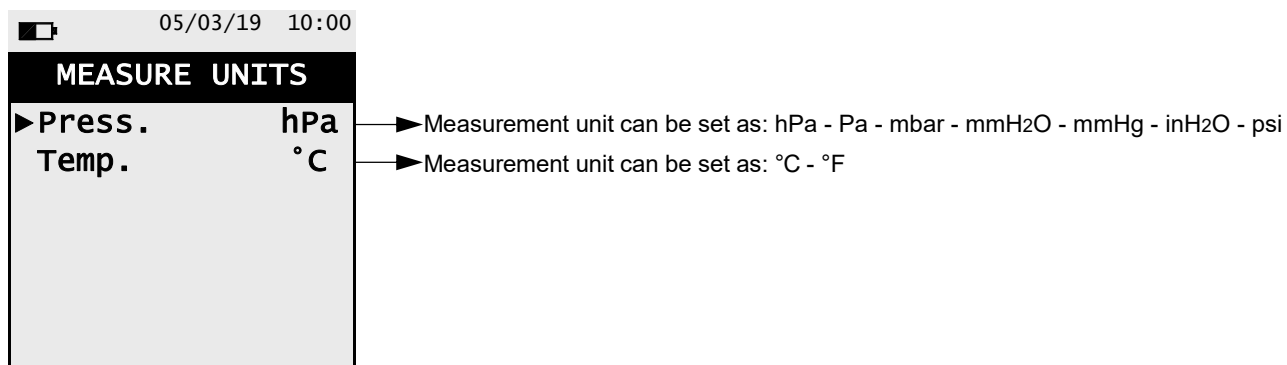 05/03/19 10:00
MEASURE UNITS
Press. hPa
Measurement unit can be set as: hPa - Pa - mbar - mmH2O - mmHg - inH2O - psi
Temp. °C
Measurement unit can be set as: °C - °F